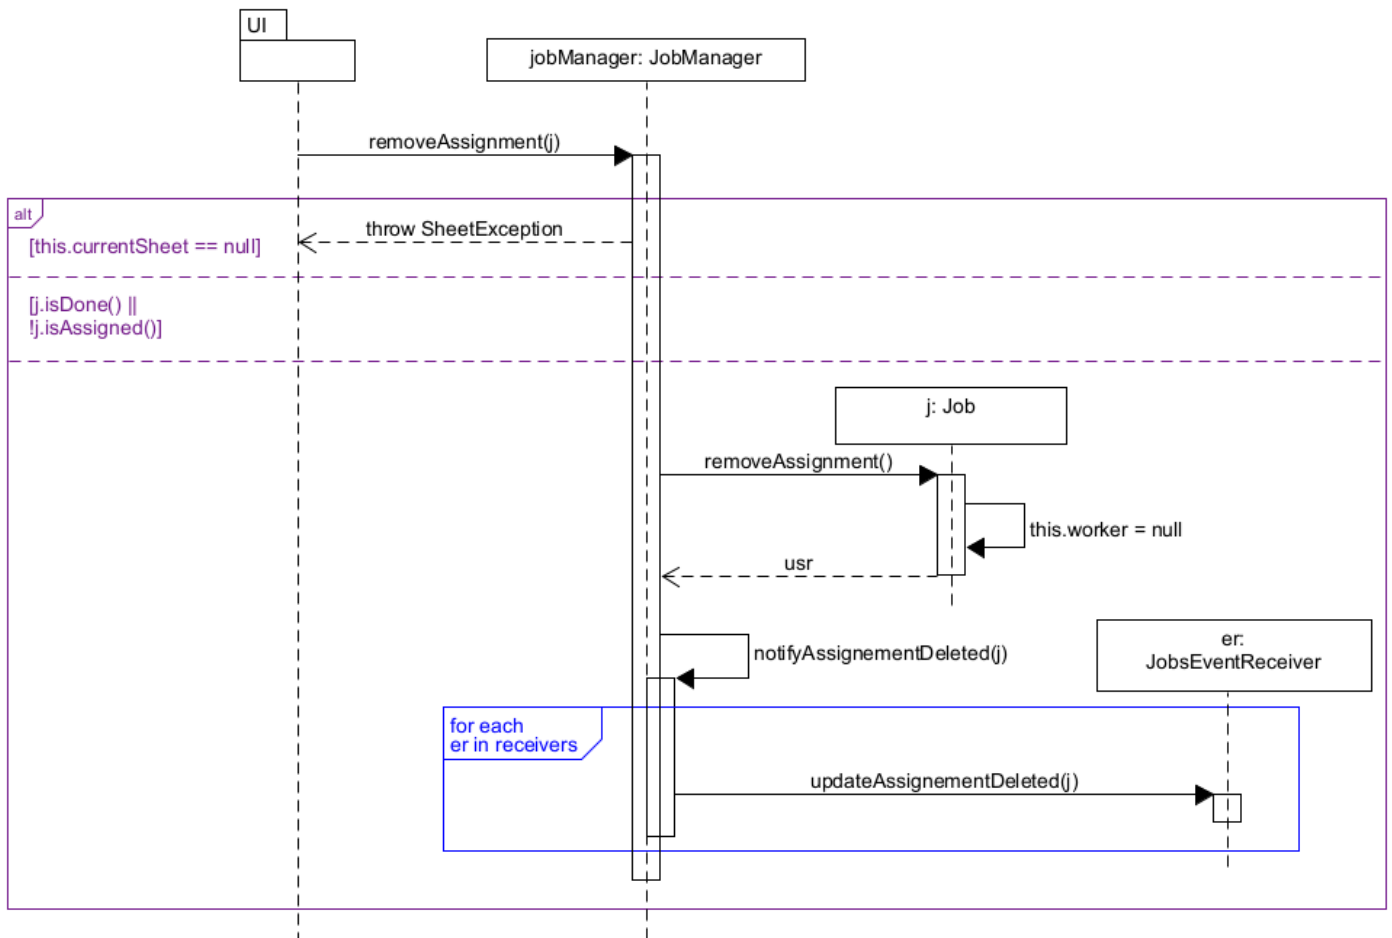 UI
jobManager: JobManager
removeAssignment(j)
alt
throw SheetException
[this.currentSheet == null]
[j.isDone() ||
!j.isAssigned()]
j: Job
removeAssignment()
this.worker = null
usr
er:
JobsEventReceiver
notifyAssignementDeleted(j)
for each
er in receivers
updateAssignementDeleted(j)